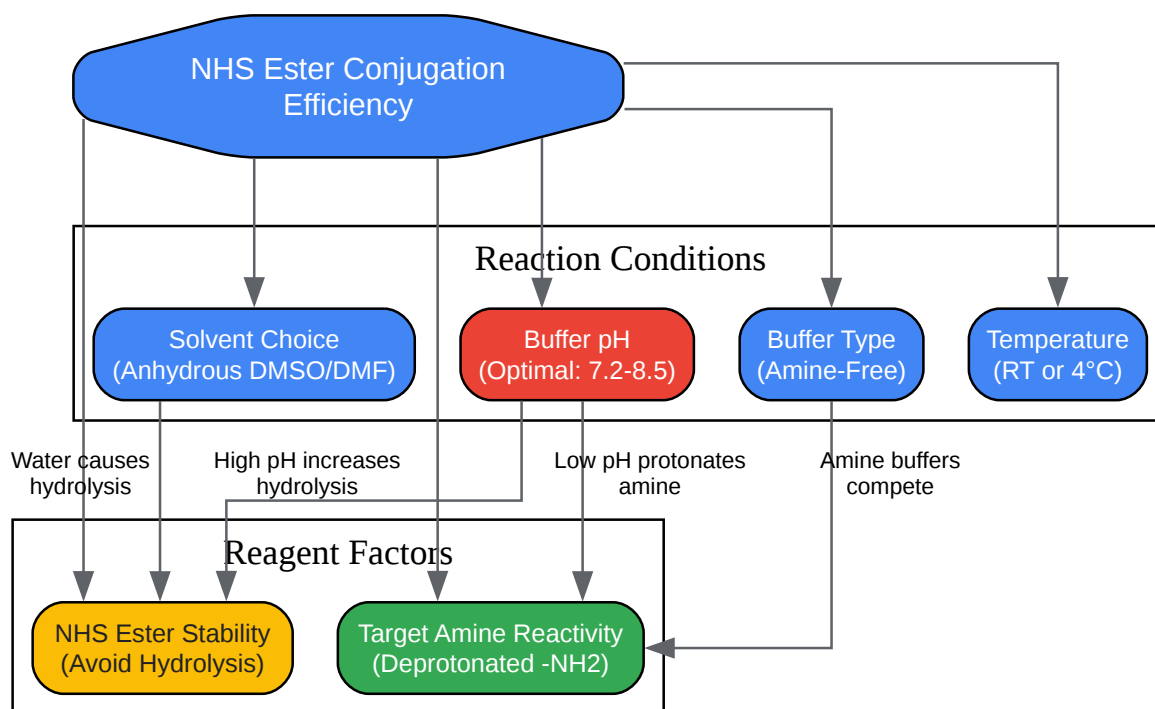 NHS Ester Conjugation
Efficiency
Reaction Conditions
Solvent Choice
(Anhydrous DMSO/DMF)
Buffer pH
(Optimal: 7.2-8.5)
Buffer Type
(Amine-Free)
Temperature
(RT or 4°C)
Water causes
hydrolysis
High pH increases
hydrolysis
Low pH protonates
amine
Amine buffers
compete
Reagent Factors
NHS Ester Stability
(Avoid Hydrolysis)
Target Amine Reactivity
(Deprotonated -NH2)